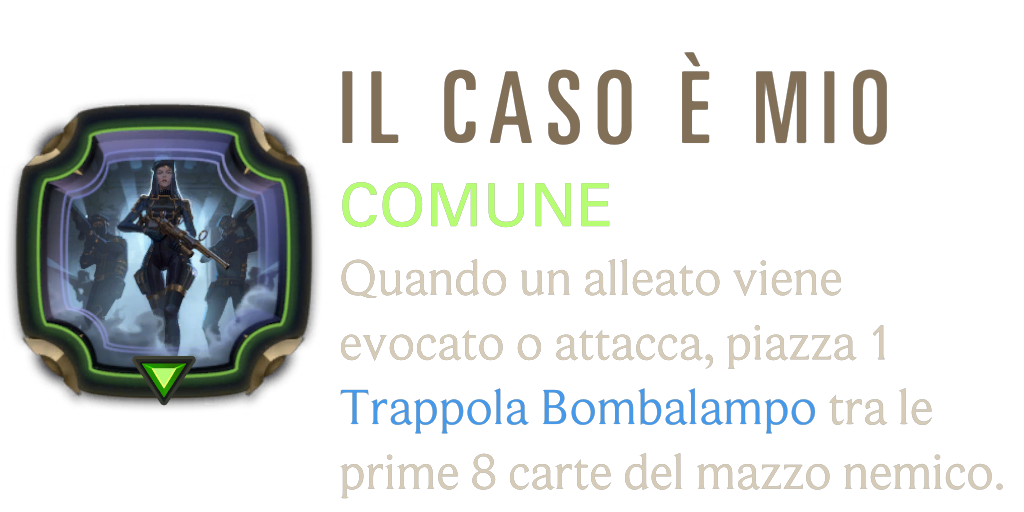 IL CASO È MIO
COMUNE
Quando un alleato viene
evocato o attacca, piazza 1
Trappola Bombalampo tra le
prime 8 carte del mazzo nemico.